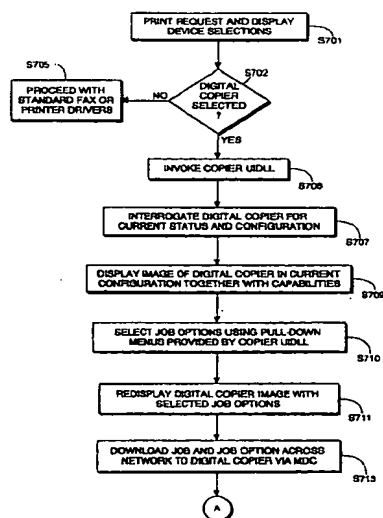 PRINT REQUEST AND DISPLAY
DEVICE SELECTIONS
S701
S702
DIGITAL
COPIER
SELECTED
?
NO
YES
S705
PROCEED WITH
STANDARD FAX OR
PRINTER DRIVERS
INVOKE COPIER UIDLL
S706
INTERROGATE DIGITAL COPIER FOR
CURRENT STATUS AND CONFIGURATION
S707
DISPLAY IMAGE OF DIGITAL COPIER IN CURRENT
CONFIGURATION TOGETHER WITH CAPABILITIES
S709
SELECT JOB OPTIONS USING PULL-DOWN
MENUS PROVIDED BY COPIER UIDLL
S710
REDISPLAY DIGITAL COPIER IMAGE WITH
SELECTED JOB OPTIONS
S711
DOWNLOAD JOB AND JOB OPTION ACROSS
NETWORK TO DIGITAL COPIER VIA MDC
S713
A